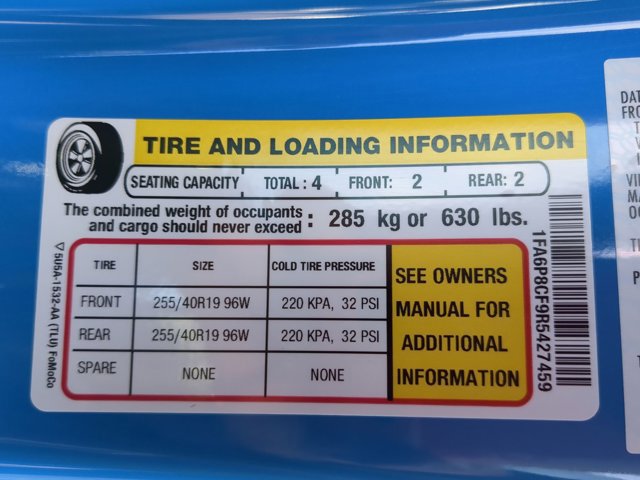 TIRE AND LOADING INFORMATION
SEATING CAPACITY TOTAL : 4 FRONT: 2 REAR: 2
The combined weight of occupants and cargo should never exceed : 285 kg or 630 lbs.
TIRE SIZE COLD TIRE PRESSURE
FRONT 255/40R19 96W 220 KPA, 32 PSI
REAR 255/40R19 96W 220 KPA, 32 PSI
SPARE NONE NONE
SEE OWNERS
MANUAL FOR
ADDITIONAL
INFORMATION
5U5A-1532-AA (TLU) FoMoCo
1FA6P8CF9R5427459
DAT
FRO